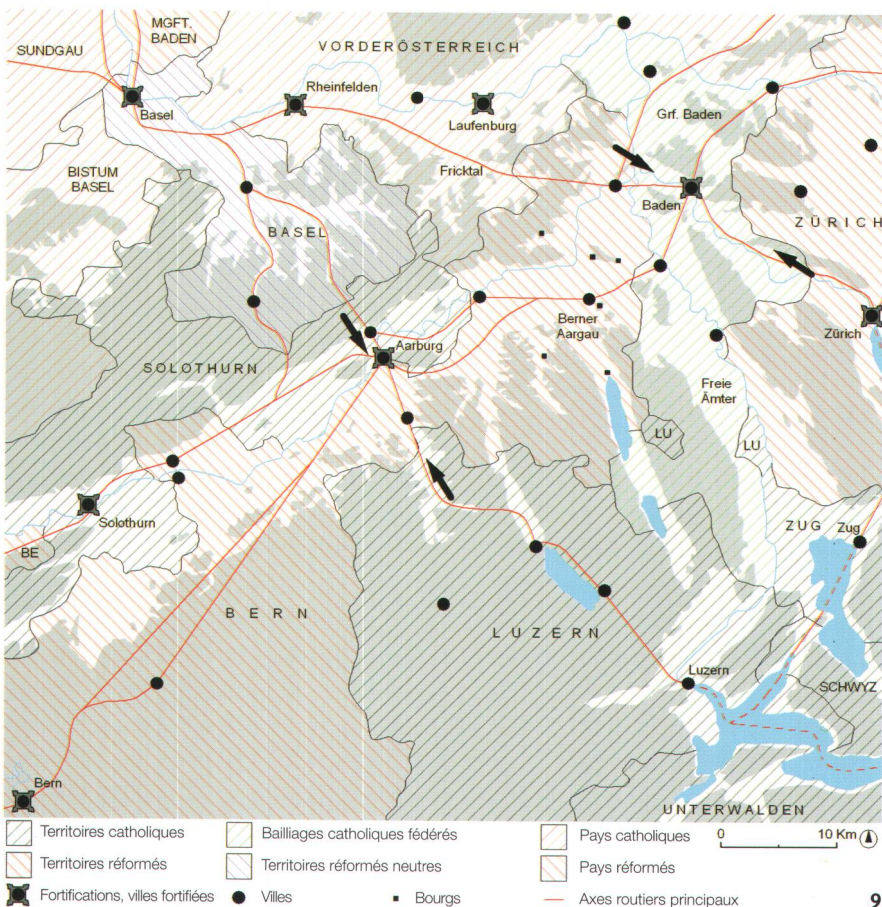 MGFT.
BADEN
SUNDGAU
VORDERÖSTERREICH
Rheinfelden
Basel
Laufenburg
Grf. Baden
BISTUM
BASEL
Fricktal
Baden
ZÜRICH
BASEL
Berner
Aargau
Zürich
Aarburg
SOLOTHURN
Freie
Ämter
LU
LU
Solothurn
ZUG
Zug
BE
BERN
LUZERN
Luzern
SCHWYZ
Bern
UNTERWALDEN
Territoires catholiques
Bailliages catholiques fédérés
Pays catholiques
0 10 Km
Territoires réformés
Territoires réformés neutres
Pays réformés
Fortifications, villes fortifiées
Villes
Bourgs
Axes routiers principaux
9